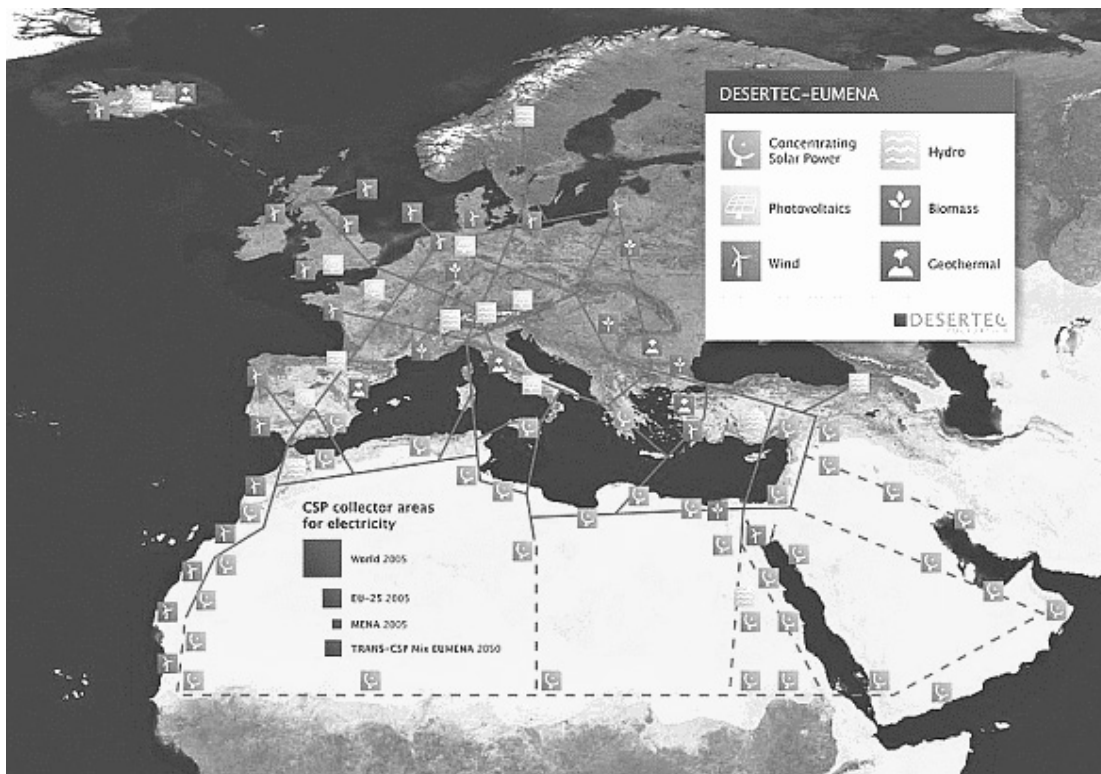 DESERTEC-EUMENA
Concentrating
Solar Power
Hydro
Photovoltaics
Biomass
Wind
Geothermal
DESERTEC
FOUNDATION
CSP collector areas
for electricity
World 2005
EU-25 2005
MENA 2005
TRANS-CSP Mix EUMENA 2050